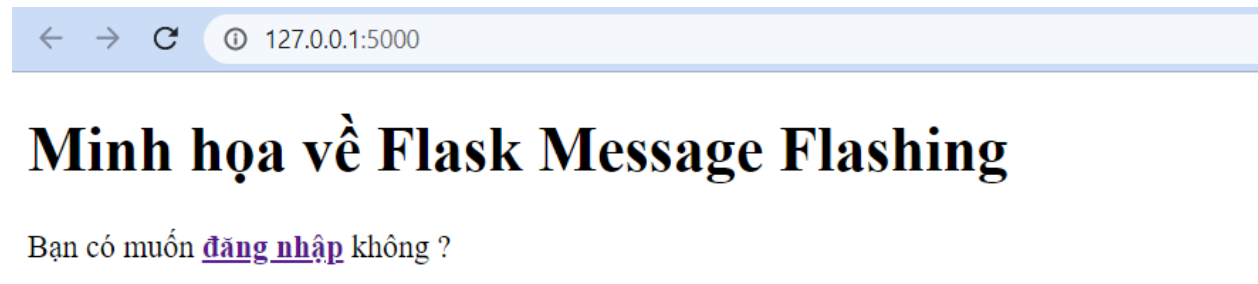 127.0.0.1:5000
Minh họa về Flask Message Flashing
Bạn có muốn đăng nhập không ?